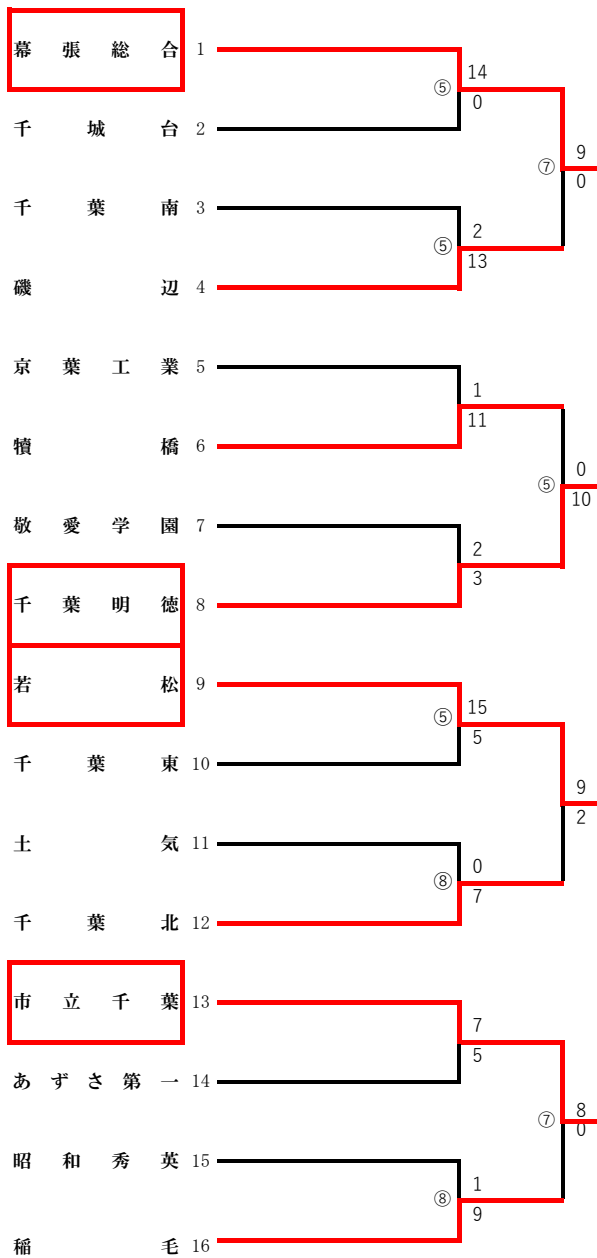 幕張総合 1
14
⑤
0
千城台 2
9
⑦
0
千葉南 3
2
⑤
13
磯辺 4
京葉工業 5
1
11
犢橋 6
0
⑤
10
敬愛学園 7
2
3
千葉明徳 8
若松 9
15
⑤
5
千葉東 10
9
2
土気 11
0
⑧
7
千葉北 12
市立千葉 13
7
5
あずさ第一 14
8
⑦
0
昭和秀英 15
1
⑧
9
稲毛 16